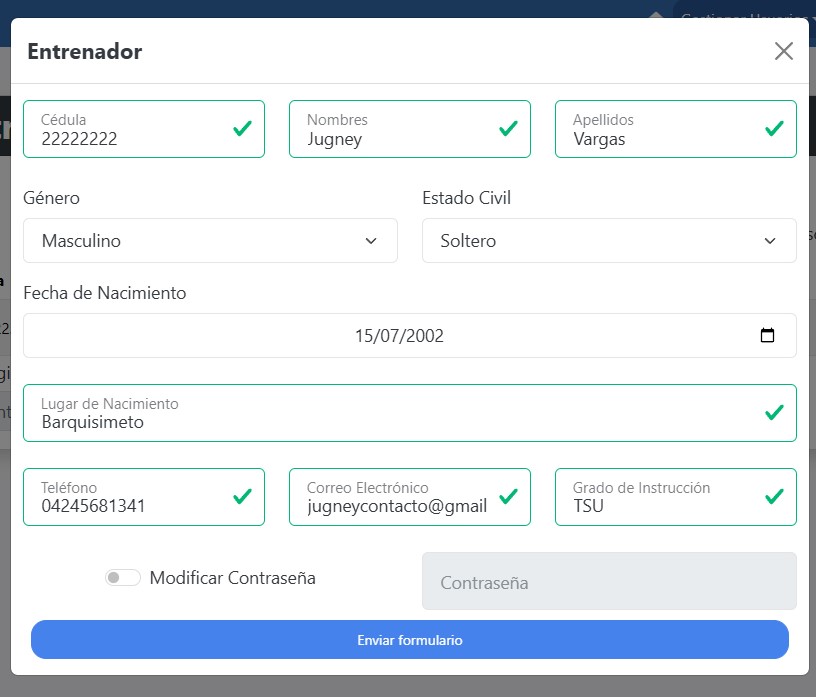 Entrenador
Cédula Nombres Apellidos
22222222 Jugney Vargas
Género Estado Civil
Masculino Soltero
Fecha de Nacimiento
15/07/2002
Lugar de Nacimiento
Barquisimeto
Teléfono Correo Electrónico Grado de Instrucción
04245681341 jugneycontacto@gmail TSU
Modificar Contraseña Contraseña
Enviar formulario